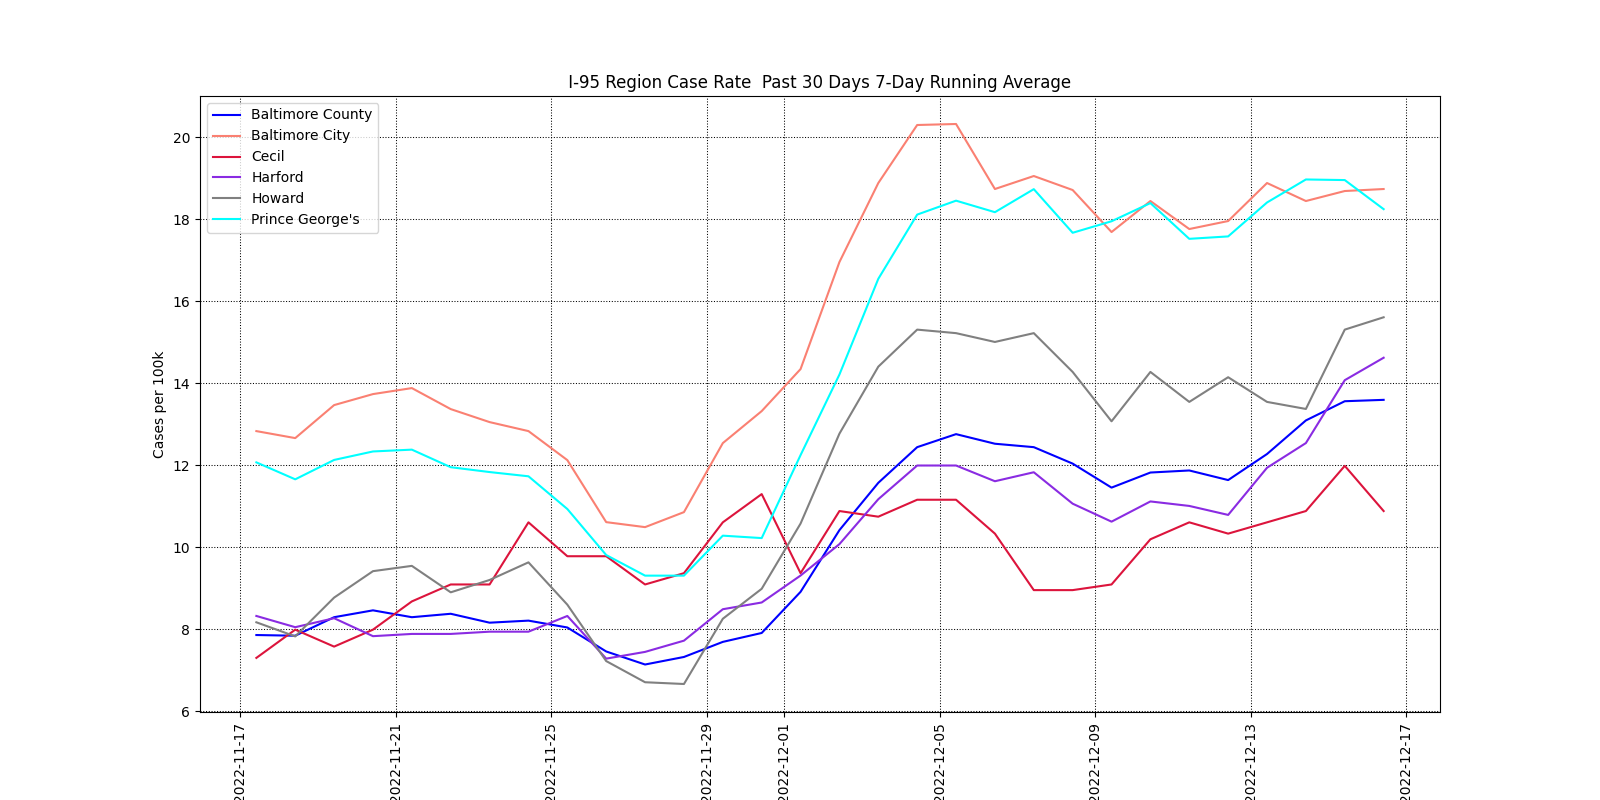 I-95 Region Case Rate  Past 30 Days 7-Day Running Average
Baltimore County
Baltimore City
Cecil
Harford
Howard
Prince George's
Cases per 100k
20
18
16
14
12
10
8
6
2022-11-17
2022-11-21
2022-11-25
2022-11-29
2022-12-01
2022-12-05
2022-12-09
2022-12-13
2022-12-17